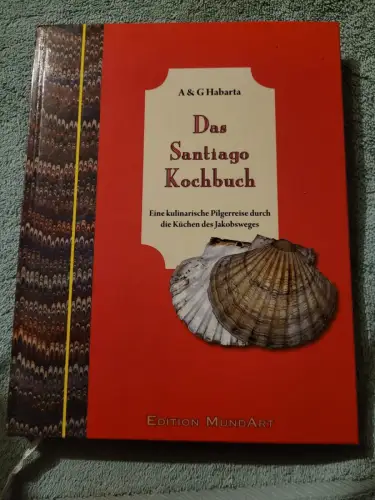 A & G Habarta
Das
Santiago
Kochbuch
Eine kulinarische Pilgerreise durch
die Küchen des Jakobsweges
EDITION MUNDART